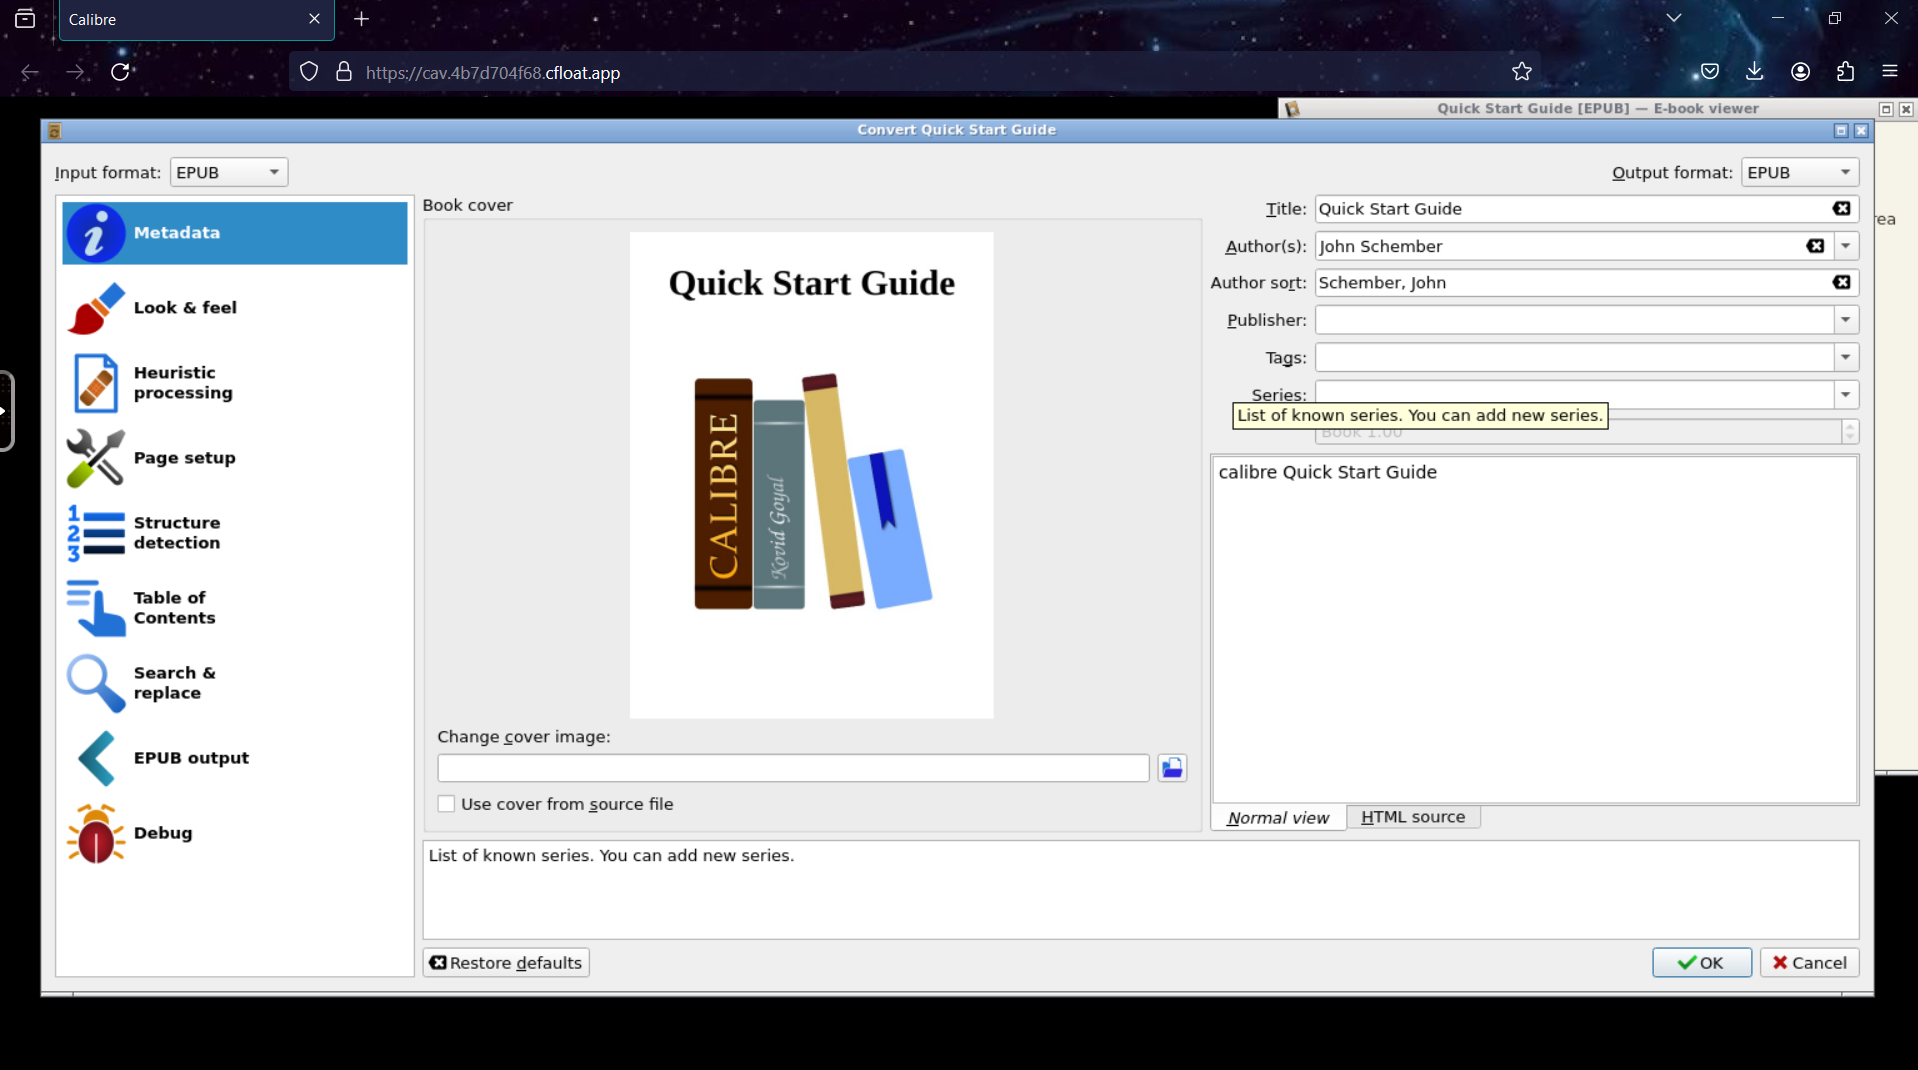 Calibre
https://cav.4b7d704f68.cfloat.app
Quick Start Guide [EPUB] — E-book viewer
Convert Quick Start Guide
Input format: EPUB
Output format: EPUB
Metadata
Look & feel
Heuristic
processing
Page setup
Structure
detection
Table of
Contents
Search &
replace
EPUB output
Debug
Book cover
Quick Start Guide
CALIBRE
Kovid Goyal
Change cover image:
Use cover from source file
Title: Quick Start Guide
Author(s): John Schember
Author sort: Schember, John
Publisher:
Tags:
Series:
List of known series. You can add new series.
Book 1.00
calibre Quick Start Guide
Normal view
HTML source
List of known series. You can add new series.
Restore defaults
OK
Cancel
rea